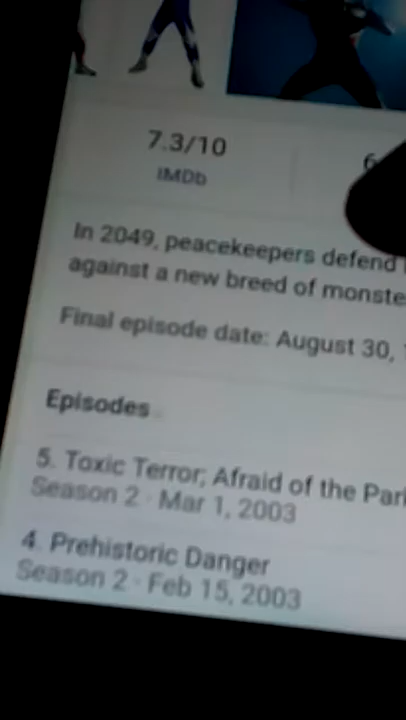 7.3/10
IMDb
In 2049, peacekeepers defend
against a new breed of monste
Final episode date: August 30, 1
Episodes
5. Toxic Terror; Afraid of the Par
Season 2 · Mar 1, 2003
4. Prehistoric Danger
Season 2 · Feb 15, 2003